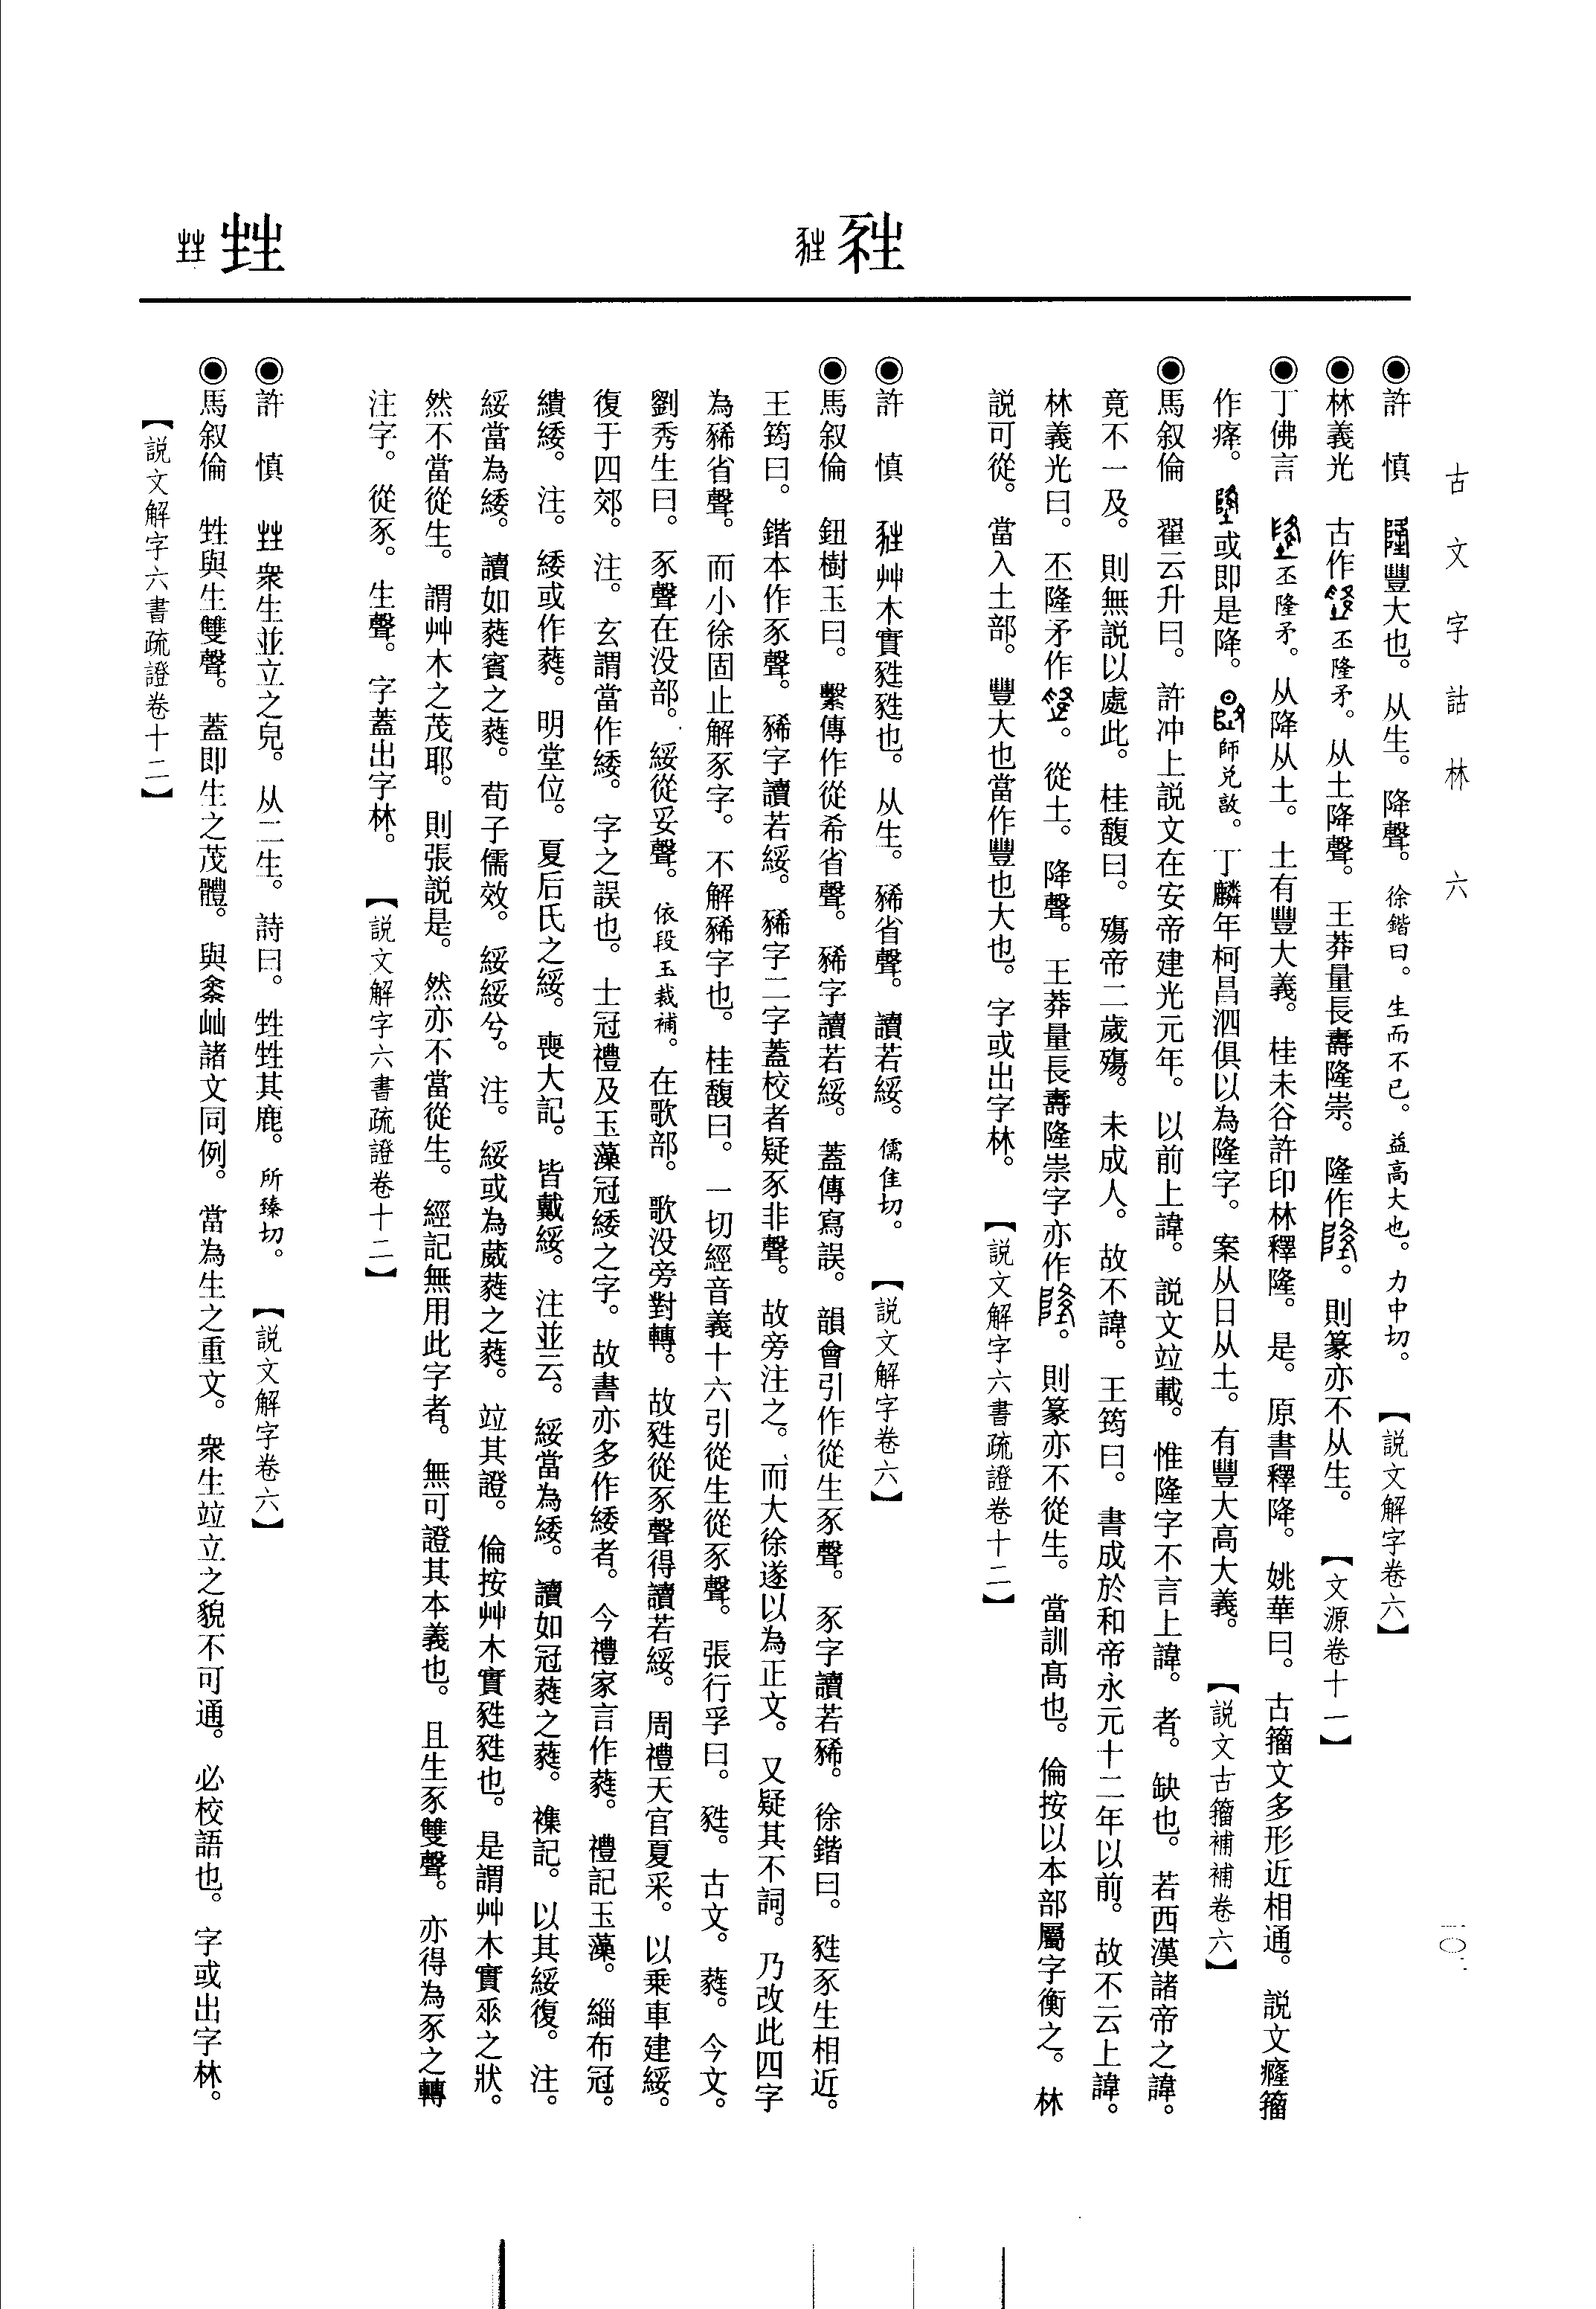 古文字詁林　六
一〇
㹐
甡
◉許　慎　豐大也。从生。降聲。徐鍇曰。生而不已。益高大也。力中切。【說文解字卷六】
◉林義光　古作丕隆矛。从土降聲。王莽量長壽隆崇。隆作。則篆亦不从生。【文源卷十一】
◉丁佛言　丕隆矛。从降从土。土有豐大義。桂未谷許印林釋隆。是。原書釋降。姚華曰。古籀文多形近相通。說文癃籀
作㾐。或即是降。師兑敦。丁麟年柯昌泗俱以為隆字。案从日从土。有豐大高大義。【說文古籀補補卷六】
◉馬叙倫　翟云升曰。許冲上說文在安帝建光元年。以前上諱。說文竝載。惟隆字不言上諱。者。缺也。若西漢諸帝之諱。
竟不一及。則無說以處此。桂馥曰。殤帝二歲殤。未成人。故不諱。王筠曰。書成於和帝永元十二年以前。故不云上諱。
林義光曰。丕隆矛作。從土。降聲。王莽量長壽隆崇字亦作。則篆亦不從生。當訓高也。倫按以本部屬字衡之。林
說可從。當入土部。豐大也當作豐也大也。字或出字林。【說文解字六書疏證卷十二】
◉許　慎　艸木實甤甤也。从生。豨省聲。讀若綏。儒隹切。【說文解字卷六】
◉馬叙倫　鈕樹玉曰。繫傳作從希省聲。豨字讀若綏。蓋傳寫誤。韻會引作從生豕聲。豕字讀若豨。徐鍇曰。甤豕生相近。
王筠曰。鍇本作豕聲。豨字讀若綏。豨字二字蓋校者疑豕非聲。故旁注之。而大徐遂以為正文。又疑其不詞。乃改此四字
為豨省聲。而小徐固止解豕字。不解豨字也。桂馥曰。一切經音義十六引從生從豕聲。張行孚曰。甤。古文。蕤。今文。
劉秀生曰。豕聲在没部。綏從妥聲。依段玉裁補。在歌部。歌没旁對轉。故甤從豕聲得讀若綏。周禮天官夏采。以乗車建綏。
復于四郊。注。玄謂當作緌。字之誤也。士冠禮及玉藻冠緌之字。故書亦多作緌者。今禮家言作蕤。禮記玉藻。緇布冠。
繢緌。注。緌或作蕤。明堂位。夏后氏之綏。喪大記。皆戴綏。注並云。綏當為緌。讀如冠蕤之蕤。襍記。以其綏復。注。
綏當為緌。讀如蕤賓之蕤。荀子儒效。綏綏兮。注。綏或為葳蕤之蕤。竝其證。倫按艸木實甤甤也。是謂艸木實𠂹之狀。
然不當從生。謂艸木之茂耶。則張說是。然亦不當從生。經記無用此字者。無可證其本義也。且生豕雙聲。亦得為豕之轉
注字。從豕。生聲。字蓋出字林。【說文解字六書疏證卷十二】
◉許　慎　衆生並立之皃。从二生。詩曰。甡甡其鹿。所臻切。【說文解字卷六】
◉馬叙倫　甡與生雙聲。蓋即生之茂體。與屾諸文同例。當為生之重文。衆生竝立之貌不可通。必校語也。字或出字林。
【說文解字六書疏證卷十二】